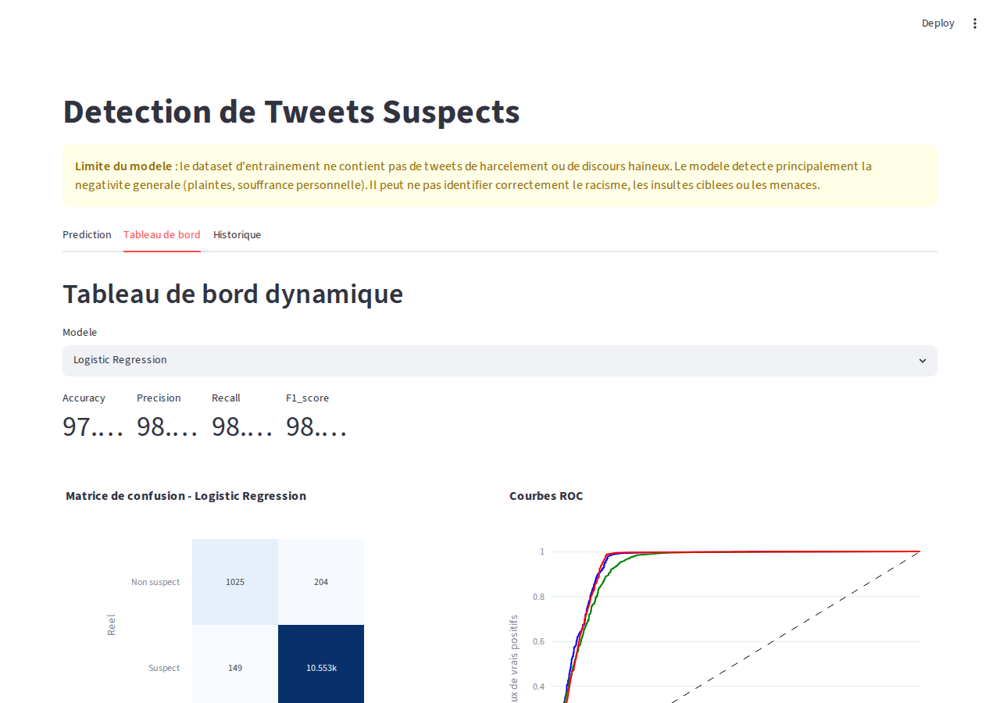 Deploy
Detection de Tweets Suspects
Limite du modele : le dataset d'entrainement ne contient pas de tweets de harcelement ou de discours haineux. Le modele detecte principalement la
negativite generale (plaintes, souffrance personnelle). Il peut ne pas identifier correctement le racisme, les insultes ciblees ou les menaces.
Prediction Tableau de bord Historique
Tableau de bord dynamique
Modele
Logistic Regression
Accuracy Precision Recall F1_score
97.… 98.… 98.… 98.…
Matrice de confusion - Logistic Regression
Non suspect 1025 204
Reel
Suspect 149 10.553k
Courbes ROC
1
0.8
0.6
0.4
ux de vrais positifs